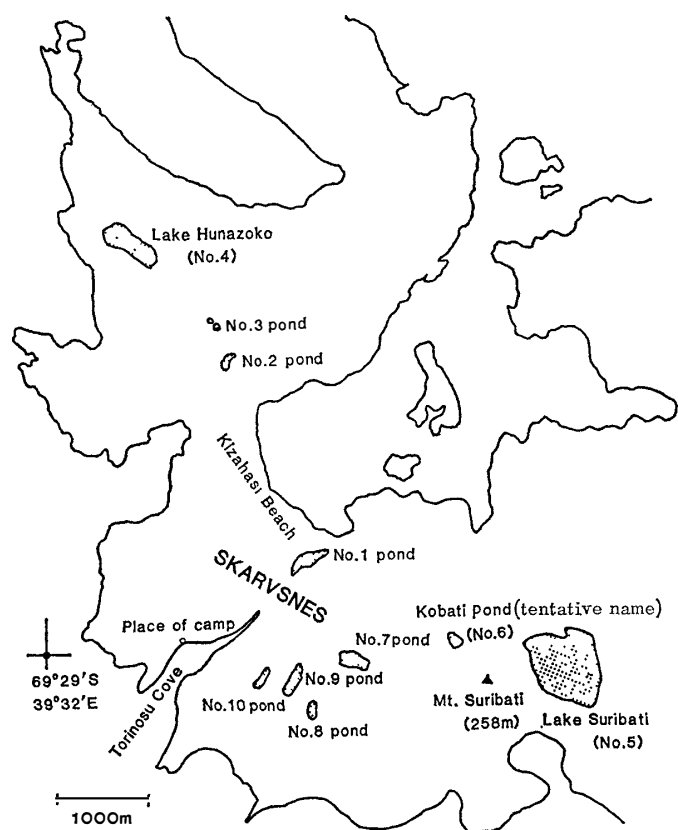 Lake Hunazoko
(No.4)
No.3 pond
No.2 pond
Kizahasi Beach
No.1 pond
SKARVSNES
Kobati pond(tentative name)
(No.6)
Place of camp
No.7pond
69°29'S
39°32'E
No.9 pond
No.10pond
No.8 pond
Torinosu Cove
Mt. Suribati
(258m)
Lake Suribati
(No.5)
1000m